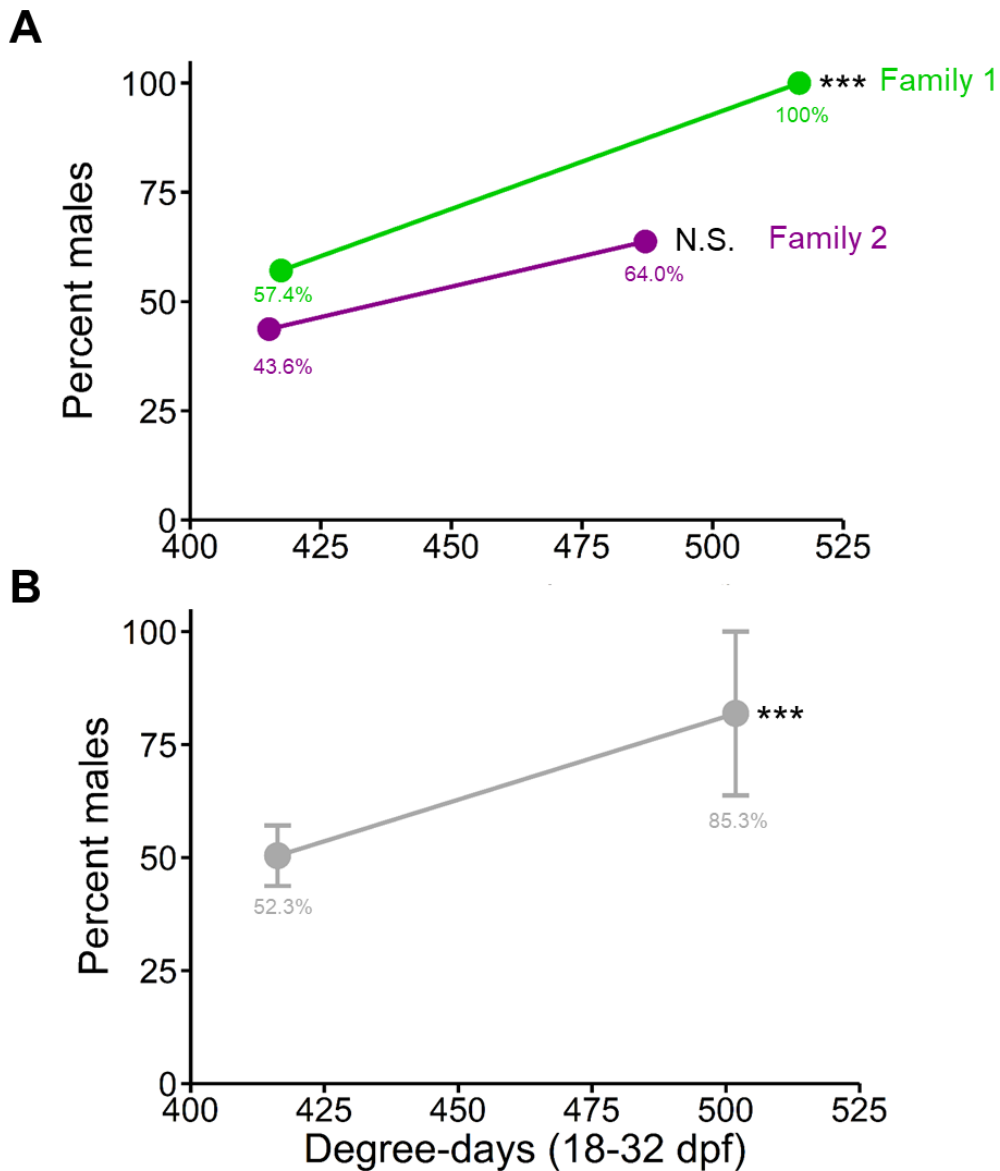 A
100
*** Family 1
100%
75
Percent males
N.S. Family 2
64.0%
57.4%
50
43.6%
25
0
400 425 450 475 500 525
B
100
***
75
85.3%
Percent males
50
52.3%
25
0
400 425 450 475 500 525
Degree-days (18-32 dpf)